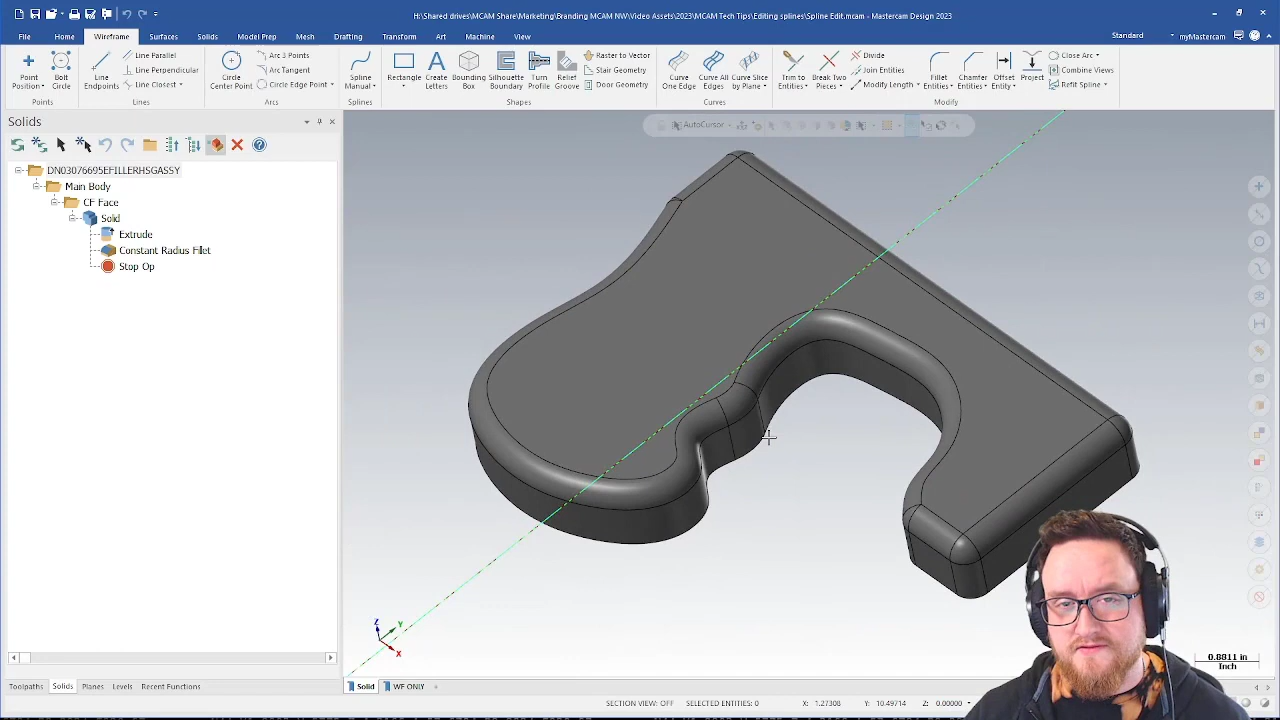 H:\Shared drives\MCAM Share\Marketing\Branding MCAM NW\Video Assets\2023\MCAM Tech Tips\Editing splines\Spline Edit.mcam - Mastercam Design 2023
File Home Wireframe Surfaces Solids Model Prep Mesh Drafting Transform Art Machine View Standard myMastercam
Point Position Bolt Circle
Points
Line Endpoints Line Parallel Line Perpendicular Line Closest
Lines
Circle Center Point Arc 3 Points Arc Tangent Circle Edge Point
Arcs
Spline Manual
Splines
Rectangle Create Letters Bounding Box Silhouette Boundary Turn Profile Relief Groove Raster to Vector Stair Geometry Door Geometry
Shapes
Curve One Edge Curve All Edges Curve Slice by Plane
Curves
Trim to Entities Break Two Pieces Divide Join Entities Modify Length Fillet Entities Chamfer Entities Offset Entity Project Close Arc Combine Views Refit Spline
Modify
Solids
AutoCursor
DN03076695EFILLERHSGASSY
Main Body
CF Face
Solid
Extrude
Constant Radius Fillet
Stop Op
Z
Y
X
0.8811 in
Inch
Toolpaths Solids Planes Levels Recent Functions
Solid WF ONLY +
SECTION VIEW: OFF SELECTED ENTITIES: 0 X: 1.27308 Y: 10.49714 Z: 0.00000